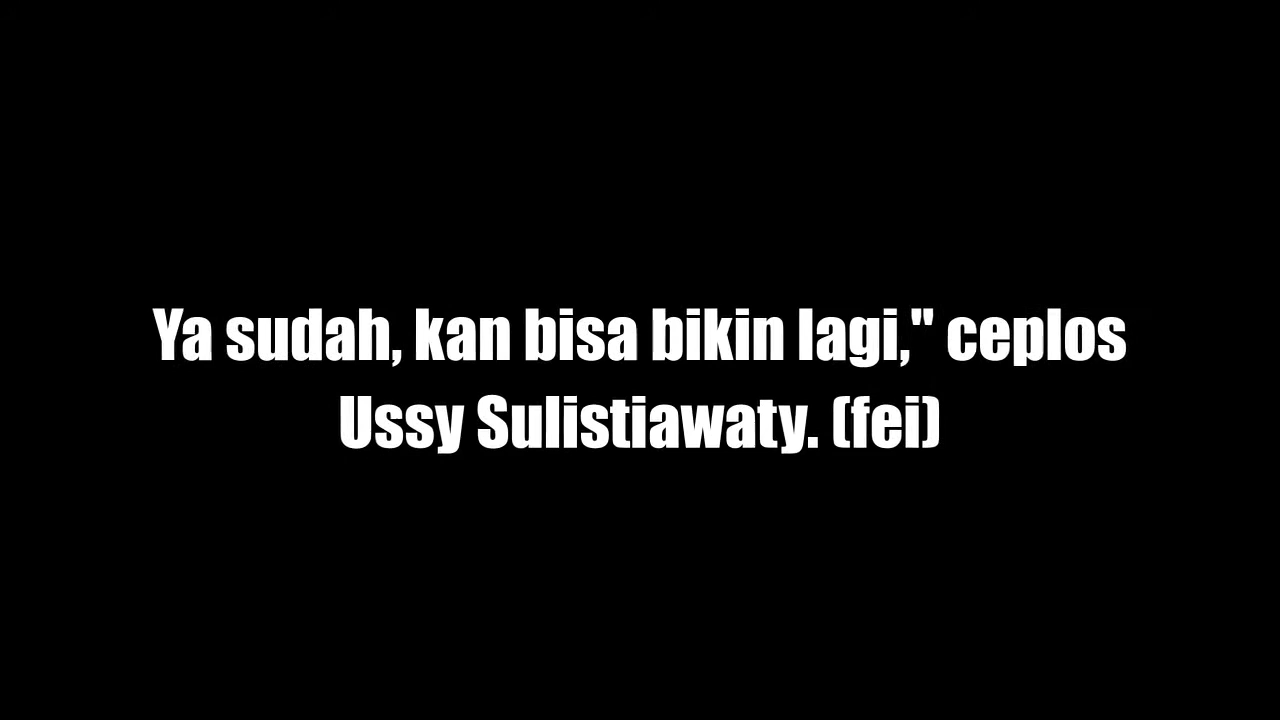 Ya sudah, kan bisa bikin lagi," ceplos
Ussy Sulistiawaty. (fei)